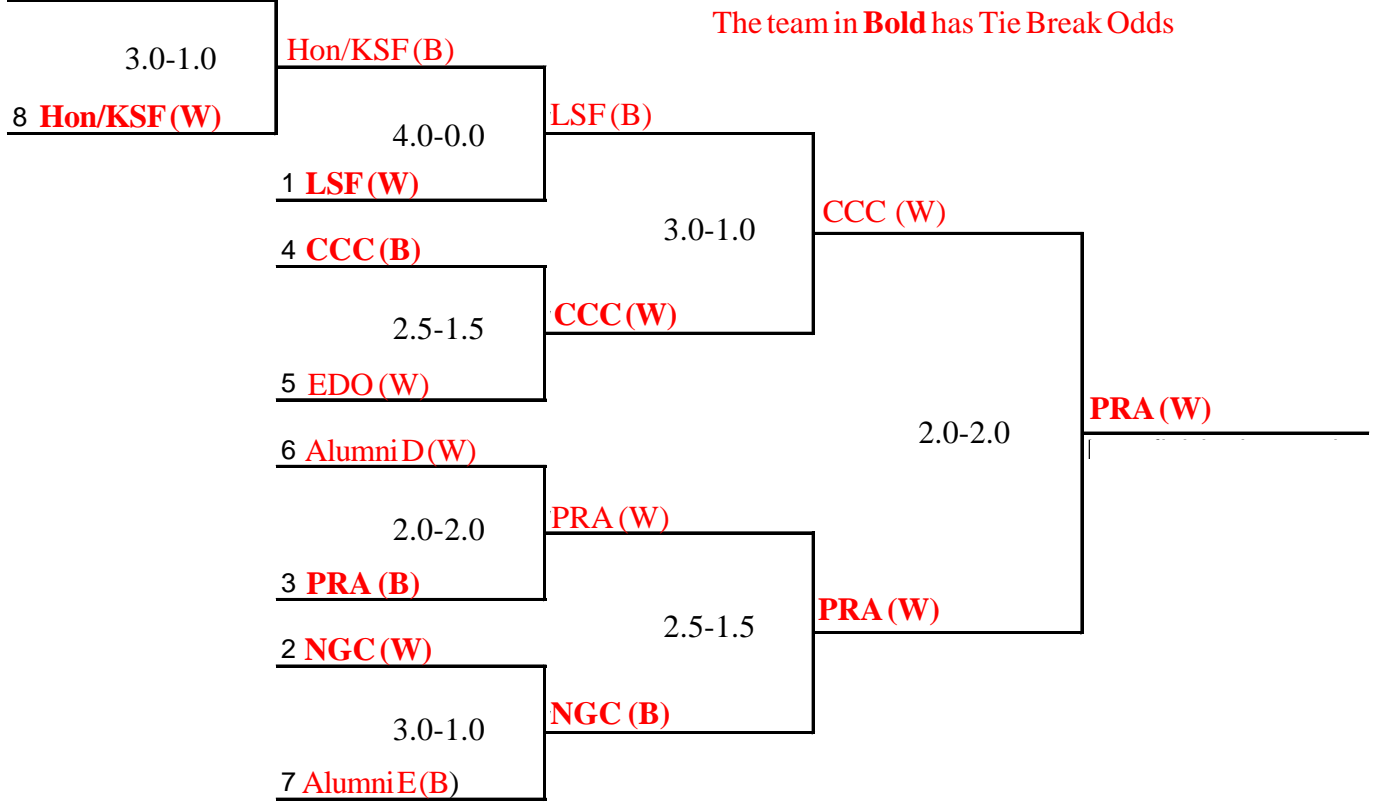 The team in Bold has Tie Break Odds
3.0-1.0
Hon/KSF (B)
8 Hon/KSF (W)
4.0-0.0
LSF (B)
1 LSF (W)
3.0-1.0
CCC (W)
4 CCC (B)
2.5-1.5
CCC (W)
5 EDO (W)
2.0-2.0
PRA (W)
6 Alumni D (W)
2.0-2.0
PRA (W)
3 PRA (B)
2.5-1.5
PRA (W)
2 NGC (W)
3.0-1.0
NGC (B)
7 Alumni E (B)